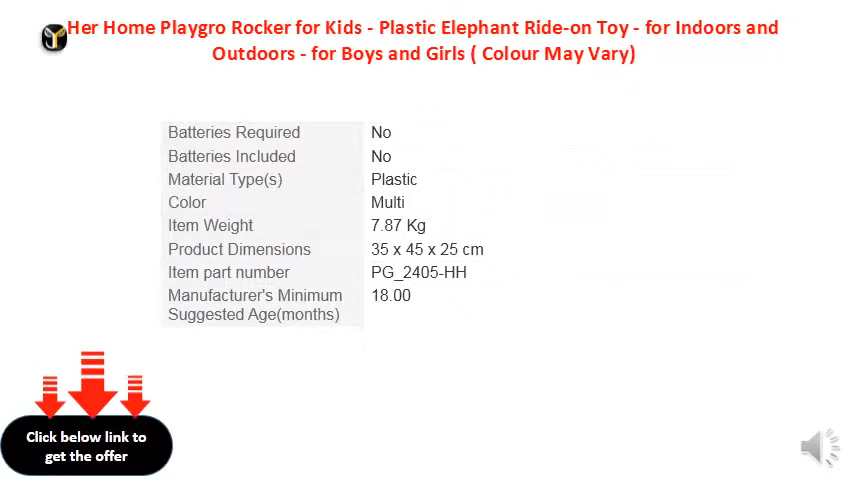 Her Home Playgro Rocker for Kids - Plastic Elephant Ride-on Toy - for Indoors and
Outdoors - for Boys and Girls ( Colour May Vary)
Batteries Required No
Batteries Included No
Material Type(s) Plastic
Color Multi
Item Weight 7.87 Kg
Product Dimensions 35 x 45 x 25 cm
Item part number PG_2405-HH
Manufacturer's Minimum 18.00
Suggested Age(months)
Click below link to
get the offer